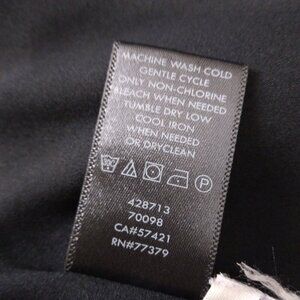 MACHINE WASH COLD
GENTLE CYCLE
ONLY NON-CHLORINE
BLEACH WHEN NEEDED
TUMBLE DRY LOW
COOL IRON
WHEN NEEDED
OR DRYCLEAN
P
428713
70098
CA#57421
RN#77379